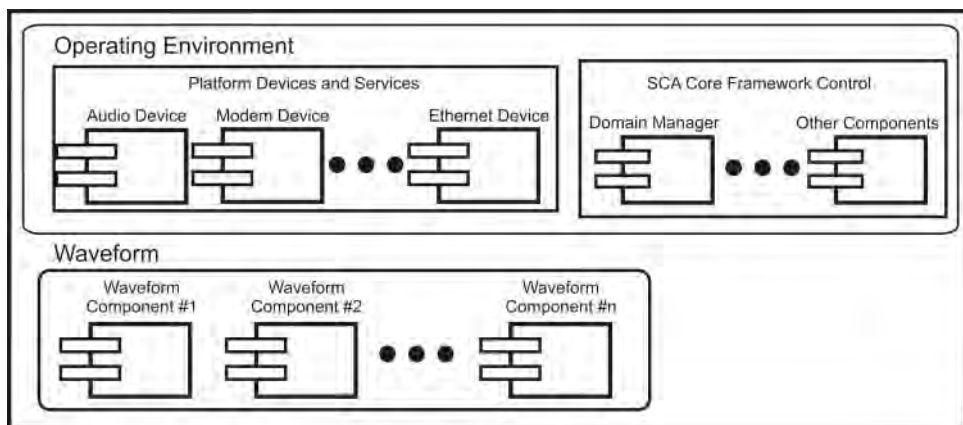 Operating Environment
Platform Devices and Services
Audio Device
Modem Device
Ethernet Device
SCA Core Framework Control
Domain Manager
Other Components
Waveform
Waveform
Component #1
Waveform
Component #2
Waveform
Component #n